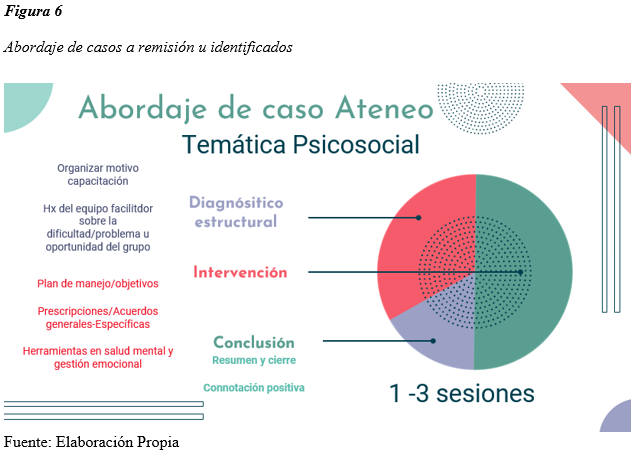 Figura 6
Abordaje de casos a remisión u identificados
Abordaje de caso Ateneo
Temática Psicosocial
Organizar motivo
capacitación
Hx del equipo facilitdor
sobre la
dificultad/problema u
oportunidad del grupo
Plan de manejo/objetivos
Prescripciones/Acuerdos
generales-Específicas
Herramientas en salud mental y
gestión emocional
Diagnósitico
estructural
Intervención
Conclusión
Resumen y cierre
Connotación positiva
1 -3 sesiones
Fuente: Elaboración Propia